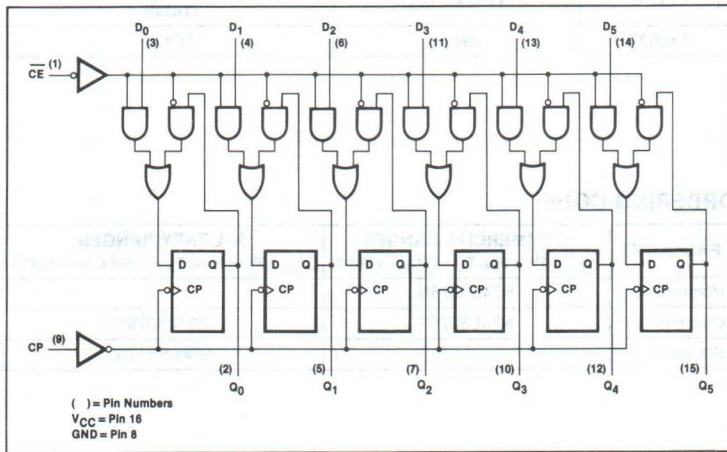 D0 D1 D2 D3 D4 D5
(3) (4) (6) (11) (13) (14)
CE (1)
D Q D Q D Q D Q D Q D Q
CP CP CP CP CP CP
CP (9)
(2) (5) (7) (10) (12) (15)
Q0 Q1 Q2 Q3 Q4 Q5
( ) = Pin Numbers
VCC = Pin 16
GND = Pin 8